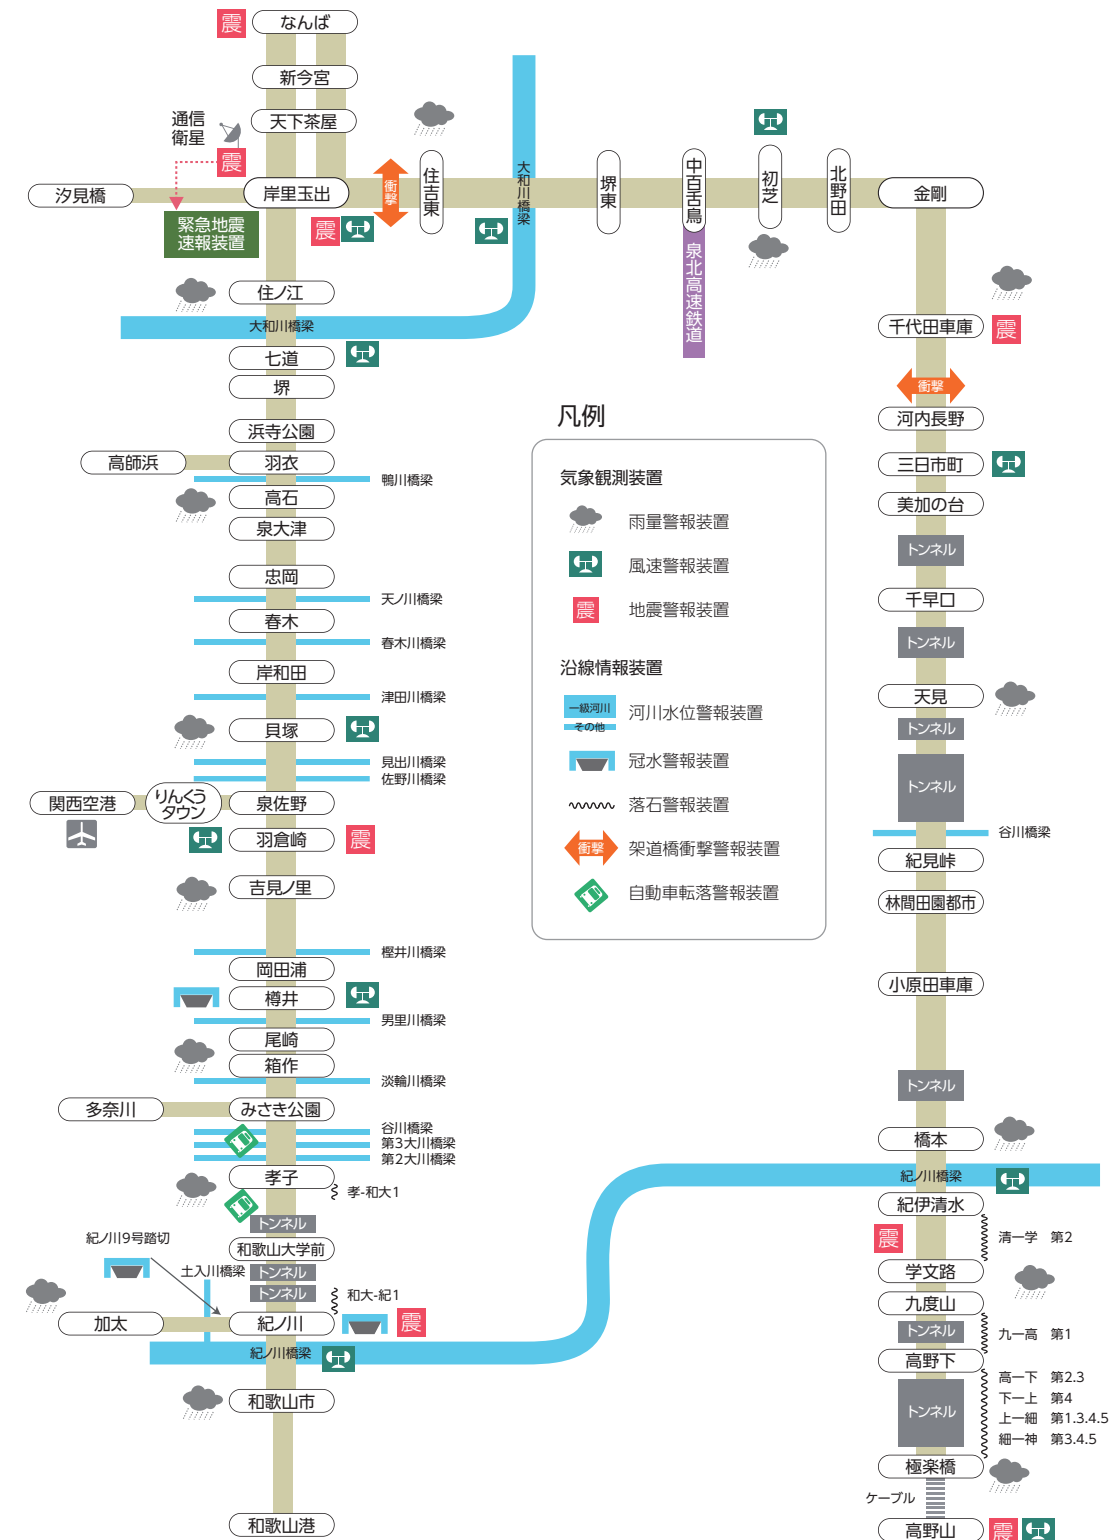 震
なんば
新今宮
天下茶屋
通信
衛星
震
汐見橋
岸里玉出
緊急地震
速報装置
震
衝撃
住吉東
大和川橋梁
堺東
中百舌鳥
泉北高速鉄道
初芝
北野田
金剛
住ノ江
大和川橋梁
七道
堺
浜寺公園
高師浜
羽衣
鴨川橋梁
高石
泉大津
忠岡
天ノ川橋梁
春木
春木川橋梁
岸和田
津田川橋梁
貝塚
見出川橋梁
佐野川橋梁
関西空港
りんくう
タウン
泉佐野
羽倉崎
震
吉見ノ里
樫井川橋梁
岡田浦
樽井
男里川橋梁
尾崎
箱作
淡輪川橋梁
多奈川
みさき公園
谷川橋梁
第3大川橋梁
第2大川橋梁
孝子
孝-和大1
トンネル
紀ノ川9号踏切
和歌山大学前
土入川橋梁
トンネル
トンネル
和大-紀1
加太
紀ノ川
震
紀ノ川橋梁
和歌山市
和歌山港
凡例
気象観測装置
雨量警報装置
風速警報装置
震
地震警報装置
沿線情報装置
一級河川
その他
河川水位警報装置
冠水警報装置
落石警報装置
衝撃
架道橋衝撃警報装置
自動車転落警報装置
千代田車庫
震
衝撃
河内長野
三日市町
美加の台
トンネル
千早口
トンネル
天見
トンネル
トンネル
谷川橋梁
紀見峠
林間田園都市
小原田車庫
トンネル
橋本
紀ノ川橋梁
紀伊清水
震
清一学 第2
学文路
九度山
トンネル
九一高 第1
高野下
高一下 第2.3
トンネル
下一上 第4
上一細 第1.3.4.5
細一神 第3.4.5
極楽橋
ケーブル
高野山
震